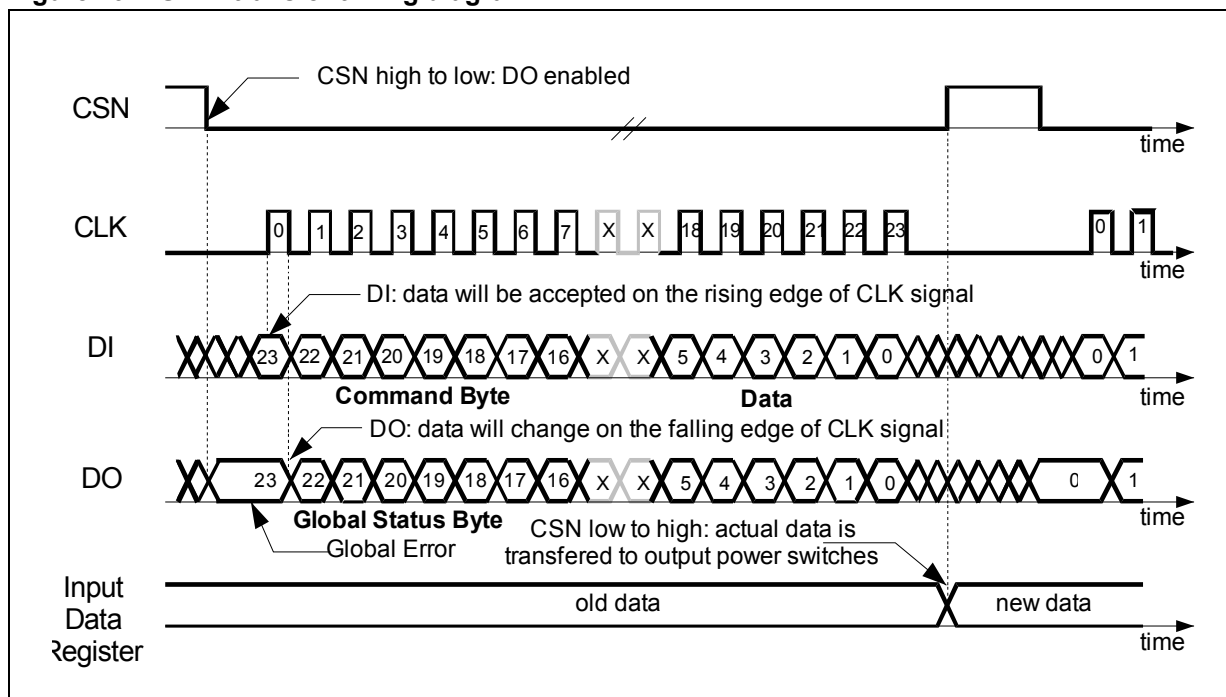 CSN high to low: DO enabled
CSN
time
CLK
0 1 2 3 4 5 6 7 X X 18 19 20 21 22 23 0 1
time
DI: data will be accepted on the rising edge of CLK signal
DI
23 22 21 20 19 18 17 16 X X 5 4 3 2 1 0 0 1
time
Command Byte Data
DO: data will change on the falling edge of CLK signal
DO
23 22 21 20 19 18 17 16 X X 5 4 3 2 1 0 0 1
time
Global Status Byte
Global Error
CSN low to high: actual data is
transfered to output power switches
Input
Data
Register
old data
new data
time